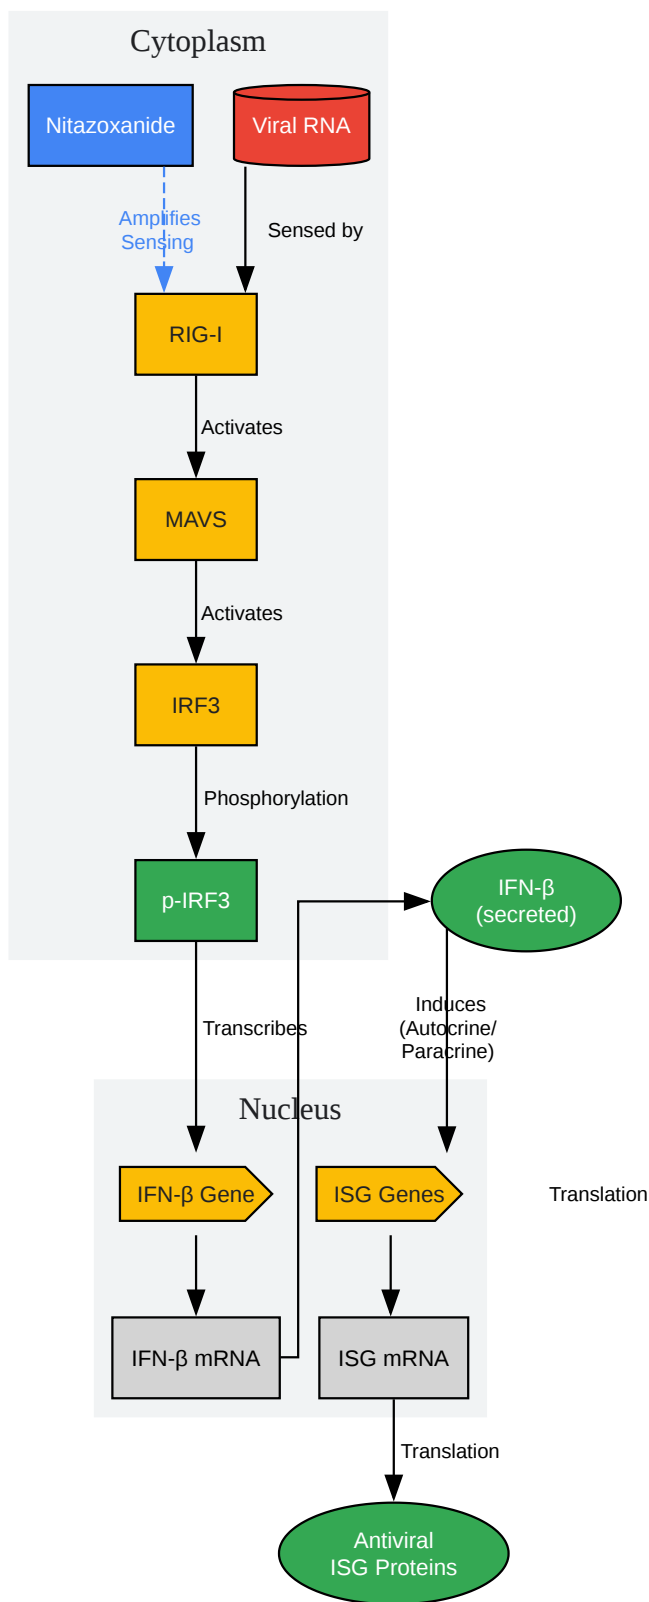 Cytoplasm
Nitazoxanide
Viral RNA
Amplifies
Sensing
Sensed by
RIG-I
Activates
MAVS
Activates
IRF3
Phosphorylation
p-IRF3
IFN-β
(secreted)
Transcribes
Induces
(Autocrine/
Paracrine)
Nucleus
IFN-β Gene
ISG Genes
Translation
IFN-β mRNA
ISG mRNA
Translation
Antiviral
ISG Proteins